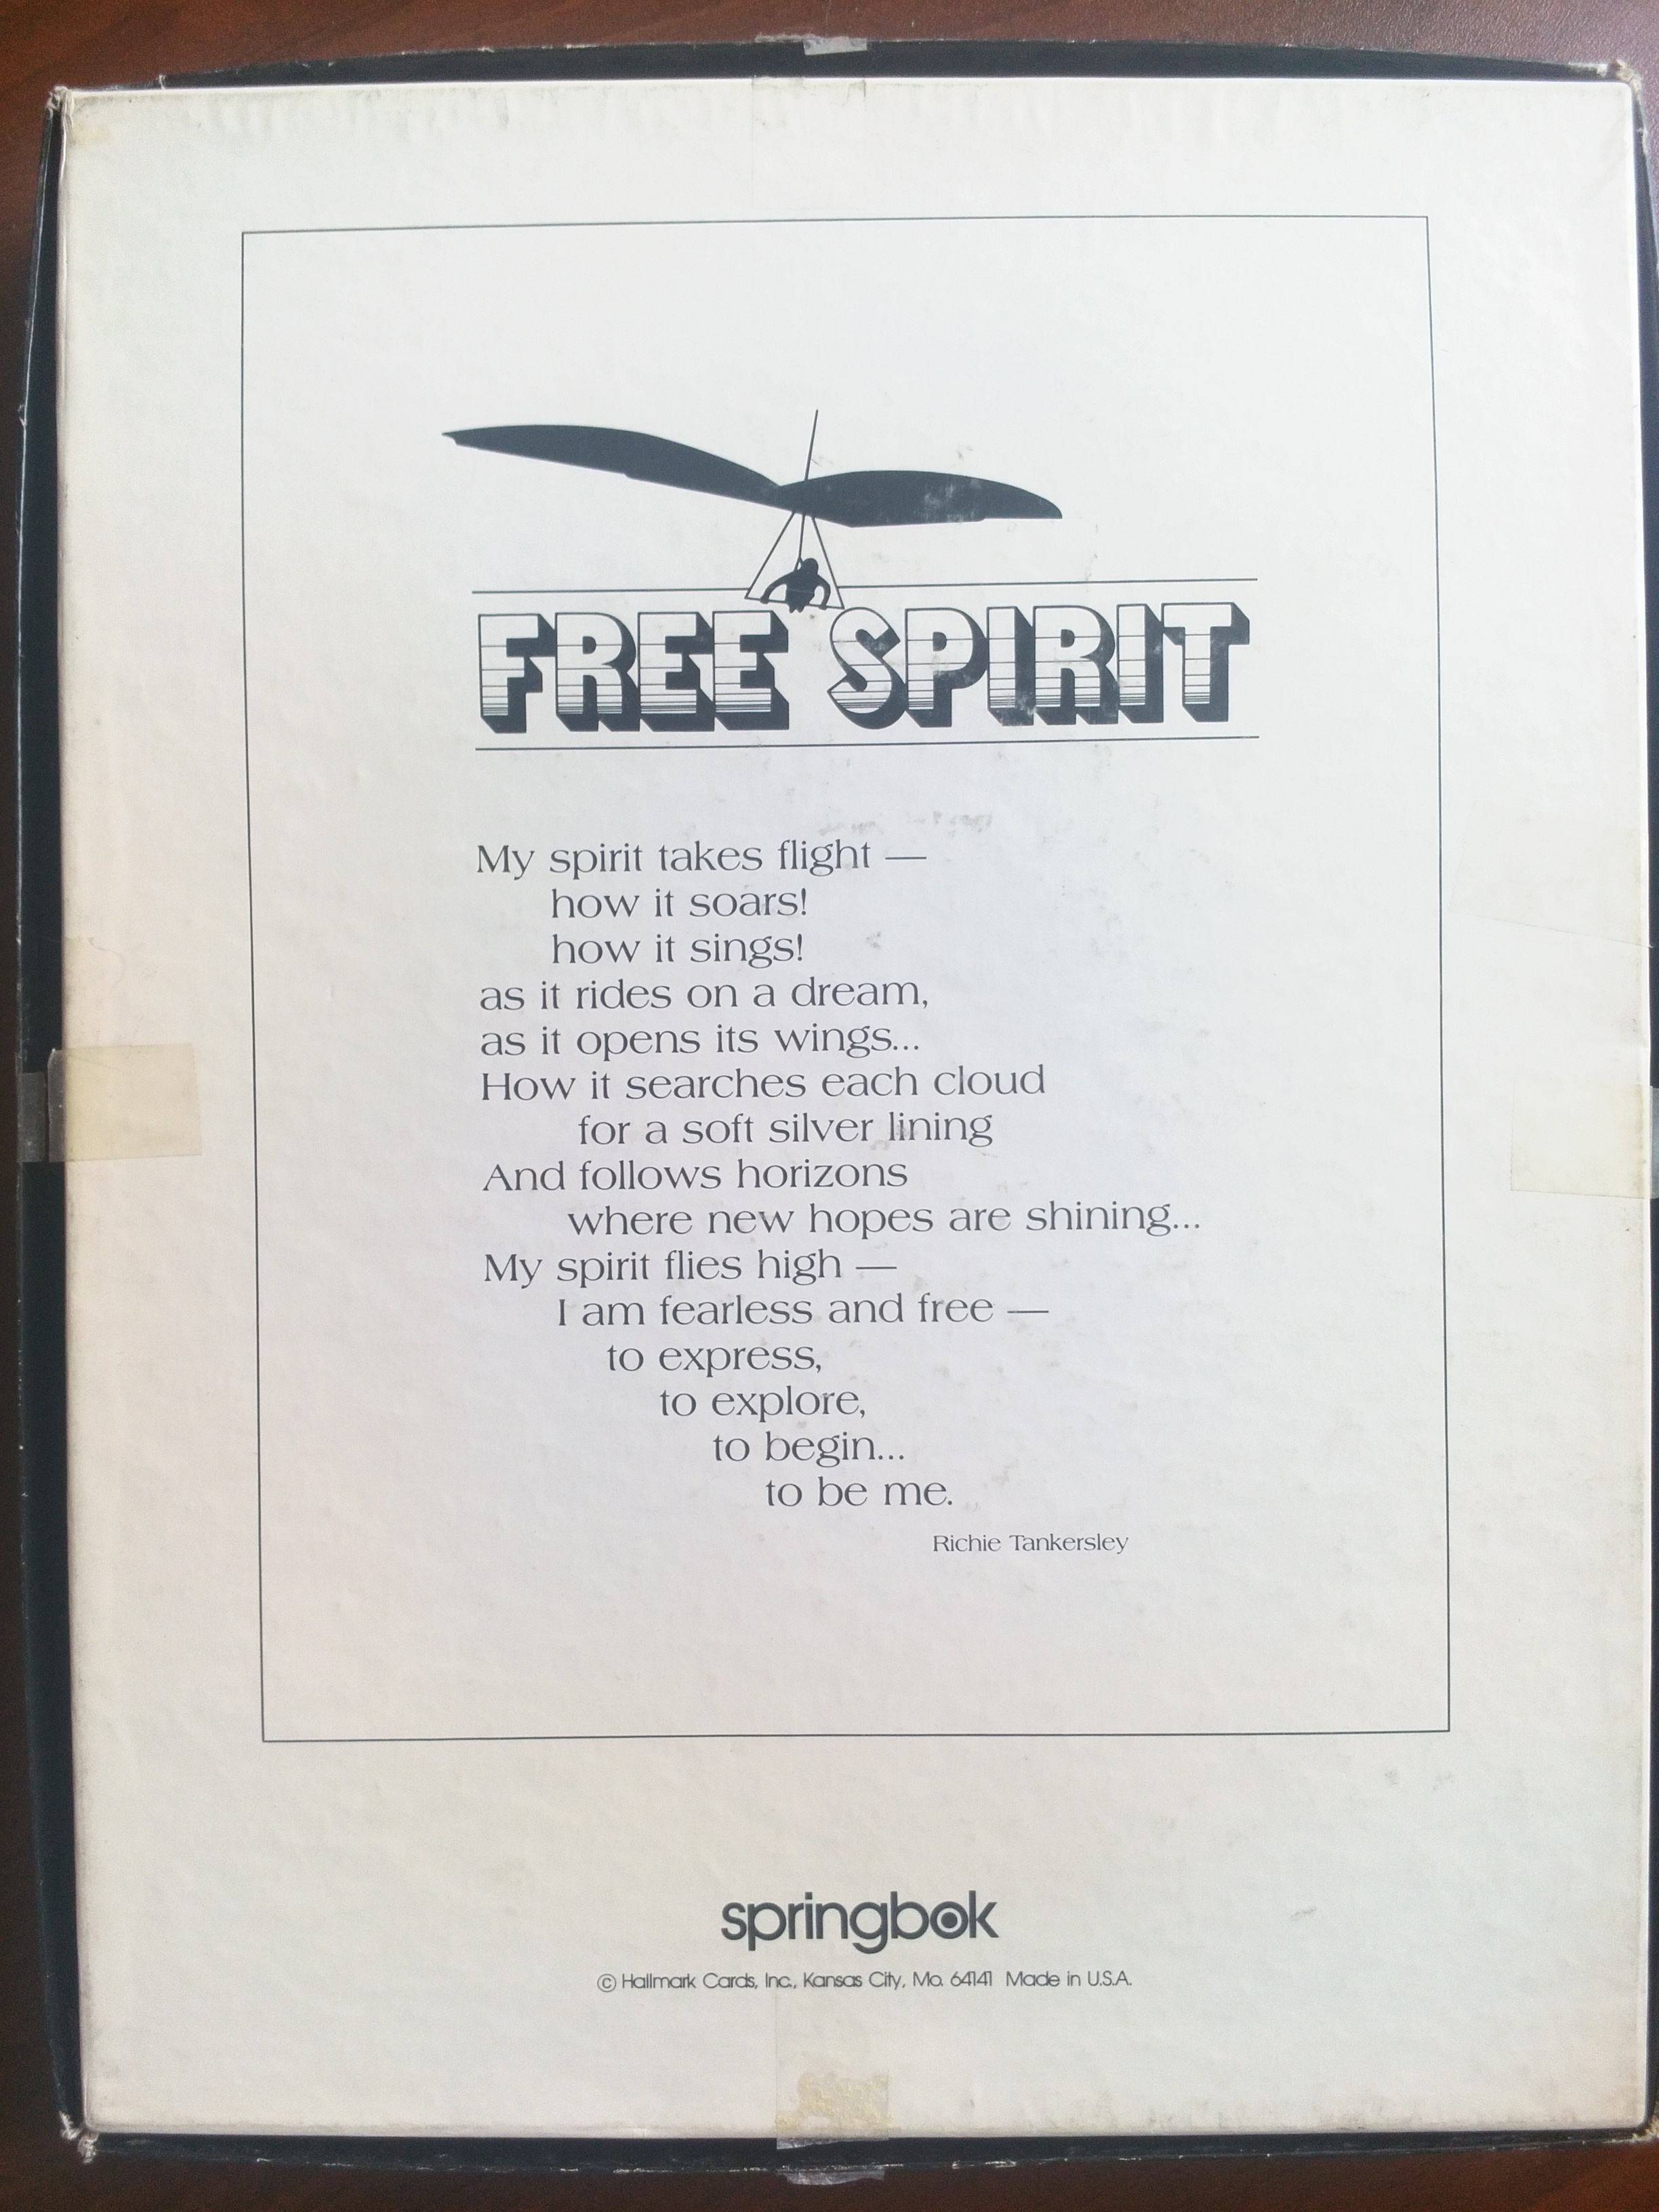 FREE SPIRIT
My spirit takes flight —
how it soars!
how it sings!
as it rides on a dream,
as it opens its wings...
How it searches each cloud
for a soft silver lining
And follows horizons
where new hopes are shining...
My spirit flies high —
I am fearless and free —
to express,
to explore,
to begin...
to be me.
Richie Tankersley
springbok
© Hallmark Cards, Inc., Kansas City, Mo. 64141 Made in U.S.A.